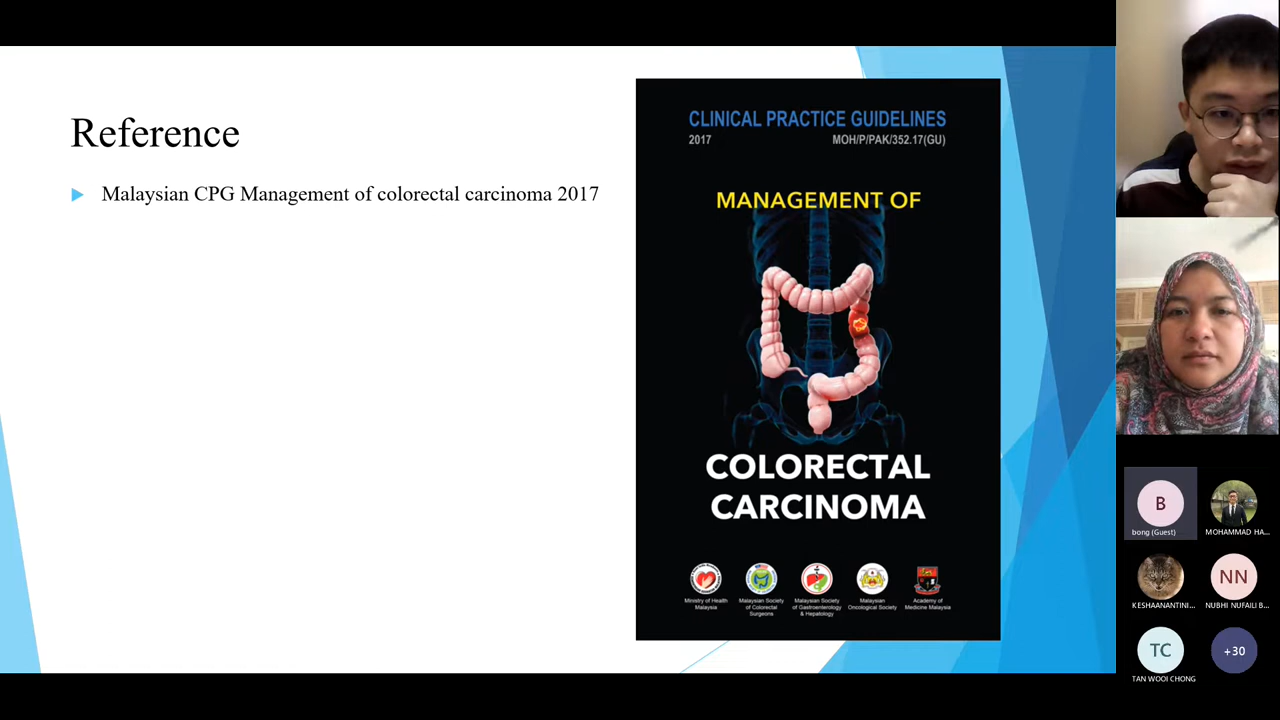 Reference
Malaysian CPG Management of colorectal carcinoma 2017
CLINICAL PRACTICE GUIDELINES
2017 MOH/P/PAK/352.17(GU)
MANAGEMENT OF
COLORECTAL
CARCINOMA
Ministry of Health
Malaysia
Malaysian Society
of Colorectal
Surgeons
Malaysian Society
of Gastroenterology
& Hepatology
Malaysian
Oncological Society
Academy of
Medicine Malaysia
B
bong (Guest)
MOHAMMAD HA...
KESHAANANTINI...
NN
NUBHI NUFAILI B...
TC
TAN WOOI CHONG
+30